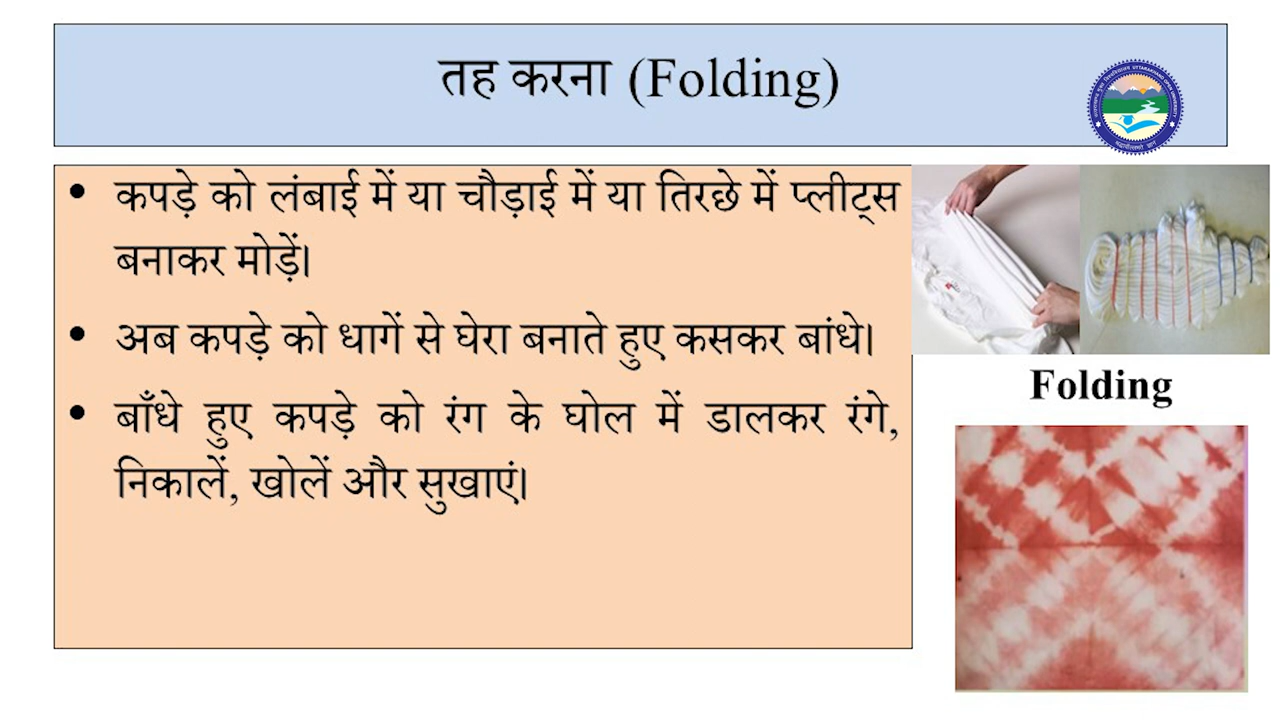 तह करना (Folding)
• कपड़े को लंबाई में या चौड़ाई में या तिरछे में प्लीट्स
बनाकर मोड़ें।
• अब कपड़े को धागें से घेरा बनाते हुए कसकर बांधे।
• बाँधे हुए कपड़े को रंग के घोल में डालकर रंगे,
निकालें, खोलें और सुखाएं।
Folding